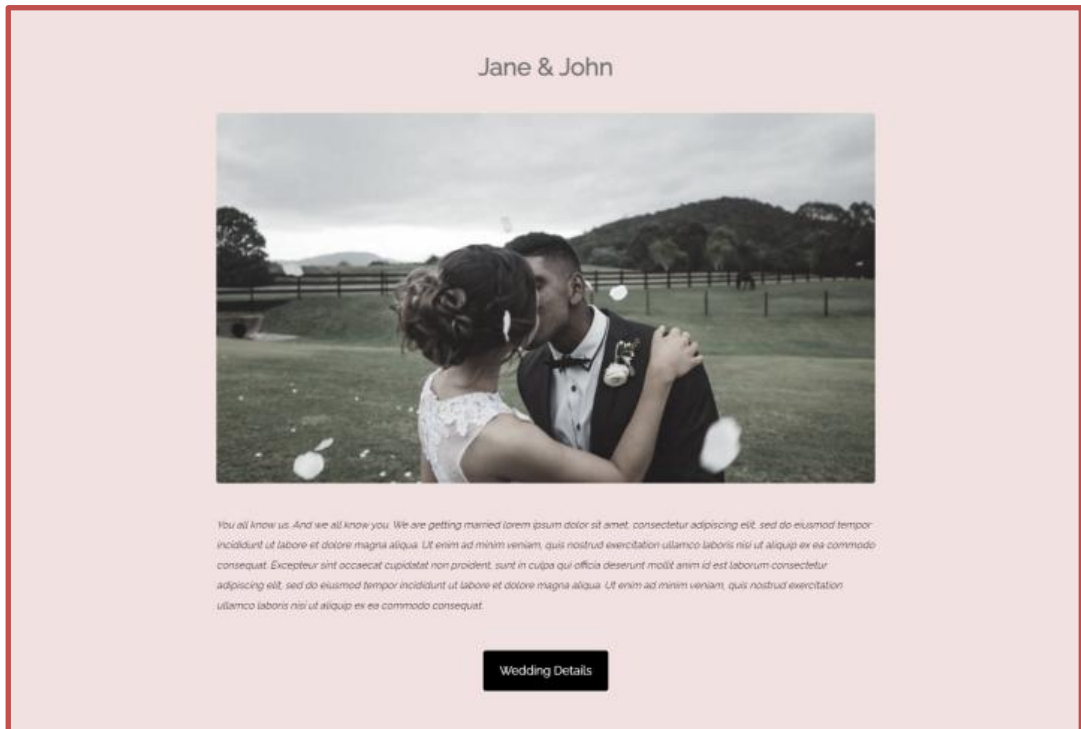 Jane & John
You all know us. And we all know you. We are getting married lorem ipsum dolor sit amet, consectetur adipiscing elit, sed do eiusmod tempor
incididunt ut labore et dolore magna aliqua. Ut enim ad minim veniam, quis nostrud exercitation ullamco laboris nisi ut aliquip ex ea commodo
consequat. Excepteur sint occaecat cupidatat non proident, sunt in culpa qui officia deserunt mollit anim id est laborum consectetur
adipiscing elit, sed do eiusmod tempor incididunt ut labore et dolore magna aliqua. Ut enim ad minim veniam, quis nostrud exercitation
ullamco laboris nisi ut aliquip ex ea commodo consequat.
Wedding Details